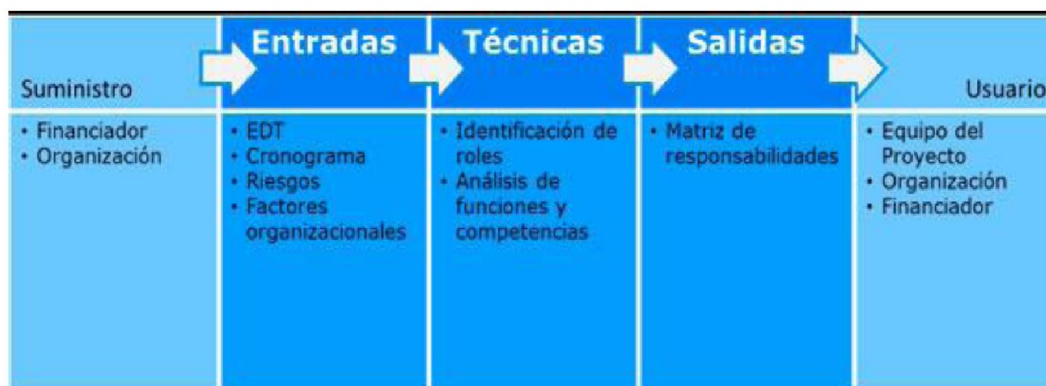 Suministro
Entradas
Técnicas
Salidas
Usuario
• Financiador
• Organización
• EDT
• Cronograma
• Riesgos
• Factores
organizacionales
• Identificación de
roles
• Análisis de
funciones y
competencias
• Matriz de
responsabilidades
• Equipo del
Proyecto
• Organización
• Financiador